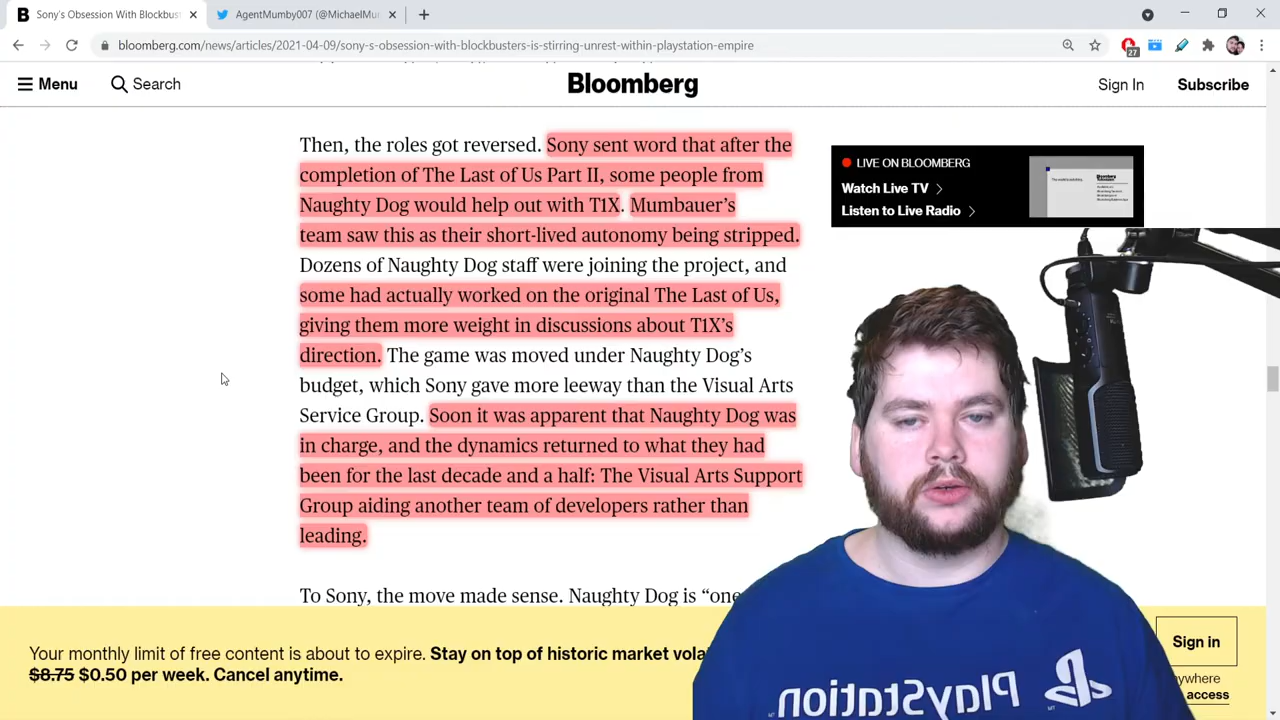 Sony's Obsession With Blockbust
AgentMumby007 (@MichaelMu
bloomberg.com/news/articles/2021-04-09/sony-s-obsession-with-blockbusters-is-stirring-unrest-within-playstation-empire
27
Menu
Search
Bloomberg
Sign In
Subscribe
Then, the roles got reversed. Sony sent word that after the
completion of The Last of Us Part II, some people from
Naughty Dog would help out with T1X. Mumbauer's
team saw this as their short-lived autonomy being stripped.
Dozens of Naughty Dog staff were joining the project, and
some had actually worked on the original The Last of Us,
giving them more weight in discussions about T1X's
direction. The game was moved under Naughty Dog's
budget, which Sony gave more leeway than the Visual Arts
Service Group. Soon it was apparent that Naughty Dog was
in charge, and the dynamics returned to what they had
been for the last decade and a half: The Visual Arts Support
Group aiding another team of developers rather than
leading.
To Sony, the move made sense. Naughty Dog is “one
LIVE ON BLOOMBERG
Watch Live TV
Listen to Live Radio
Your monthly limit of free content is about to expire. Stay on top of historic market vola
$8.75 $0.50 per week. Cancel anytime.
Sign in
ywhere
access
PlayStation